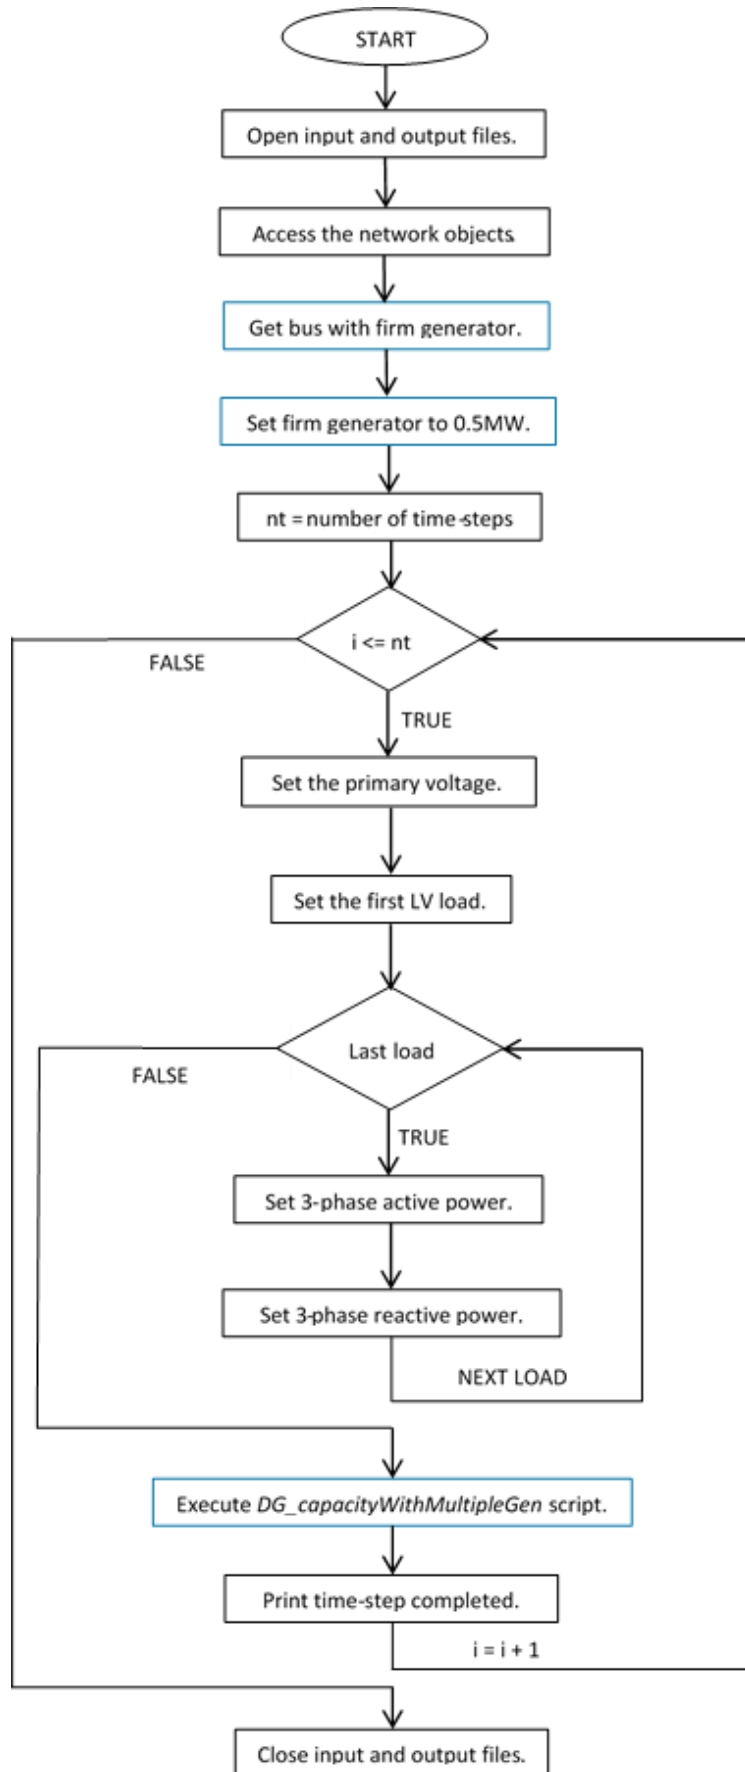 START
Open input and output files.
Access the network objects.
Get bus with firm generator.
Set firm generator to 0.5MW.
nt = number of time-steps
i <= nt
FALSE
TRUE
Set the primary voltage.
Set the first LV load.
Last load
FALSE
TRUE
Set 3-phase active power.
Set 3-phase reactive power.
NEXT LOAD
Execute DG_capacityWithMultipleGen script.
Print time-step completed.
i = i + 1
Close input and output files.